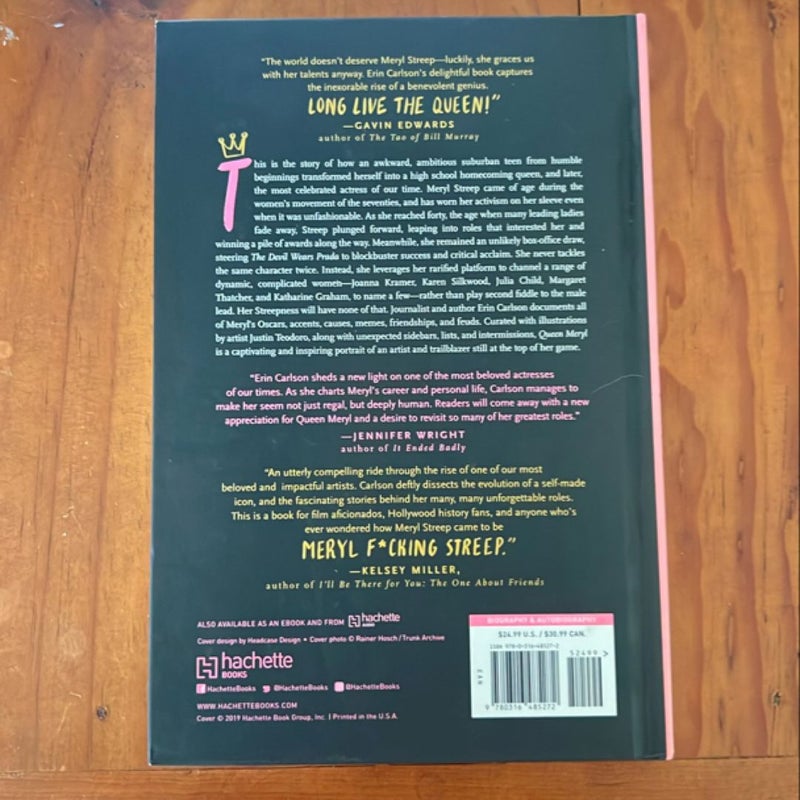 "The world doesn't deserve Meryl Streep—luckily, she graces us
with her talents anyway. Erin Carlson's delightful book captures
the inexorable rise of a benevolent genius.
LONG LIVE THE QUEEN!"
—GAVIN EDWARDS
author of The Tao of Bill Murray
This is the story of how an awkward, ambitious suburban teen from humble
beginnings transformed herself into a high school homecoming queen, and later,
the most celebrated actress of our time. Meryl Streep came of age during the
women's movement of the seventies, and has worn her activism on her sleeve even
when it was unfashionable. As she reached forty, the age when many leading ladies
fade away, Streep plunged forward, leaping into roles that interested her and
winning a pile of awards along the way. Meanwhile, she remained an unlikely box-office draw,
steering The Devil Wears Prada to blockbuster success and critical acclaim. She never tackles
the same character twice. Instead, she leverages her rarified platform to channel a range of
dynamic, complicated women—Joanna Kramer, Karen Silkwood, Julia Child, Margaret
Thatcher, and Katharine Graham, to name a few—rather than play second fiddle to the male
lead. Her Streepness will have none of that. Journalist and author Erin Carlson documents all
of Meryl's Oscars, accents, causes, memes, friendships, and feuds. Curated with illustrations
by artist Justin Teodoro, along with unexpected sidebars, lists, and intermissions, Queen Meryl
is a captivating and inspiring portrait of an artist and trailblazer still at the top of her game.
"Erin Carlson sheds a new light on one of the most beloved actresses
of our times. As she charts Meryl's career and personal life, Carlson manages to
make her seem not just regal, but deeply human. Readers will come away with a new
appreciation for Queen Meryl and a desire to revisit so many of her greatest roles."
—JENNIFER WRIGHT
author of It Ended Badly
"An utterly compelling ride through the rise of one of our most
beloved and impactful artists. Carlson deftly dissects the evolution of a self-made
icon, and the fascinating stories behind her many, many unforgettable roles.
This is a book for film aficionados, Hollywood history fans, and anyone who's
ever wondered how Meryl Streep came to be
MERYL F*CKING STREEP."
—KELSEY MILLER,
author of I'll Be There for You: The One About Friends
ALSO AVAILABLE AS AN EBOOK AND FROM hachette AUDIO
Cover design by Headcase Design • Cover photo © Rainer Hosch/Trunk Archive
hachette
BOOKS
HachetteBooks @HachetteBooks @HachetteBooks
WWW.HACHETTEBOOKS.COM
Cover © 2019 Hachette Book Group, Inc. | Printed in the U.S.A.
BIOGRAPHY & AUTOBIOGRAPHY
$24.99 U.S. / $30.99 CAN.
ISBN 978-0-316-48527-2
52499 >
EAN
9 780316 485272